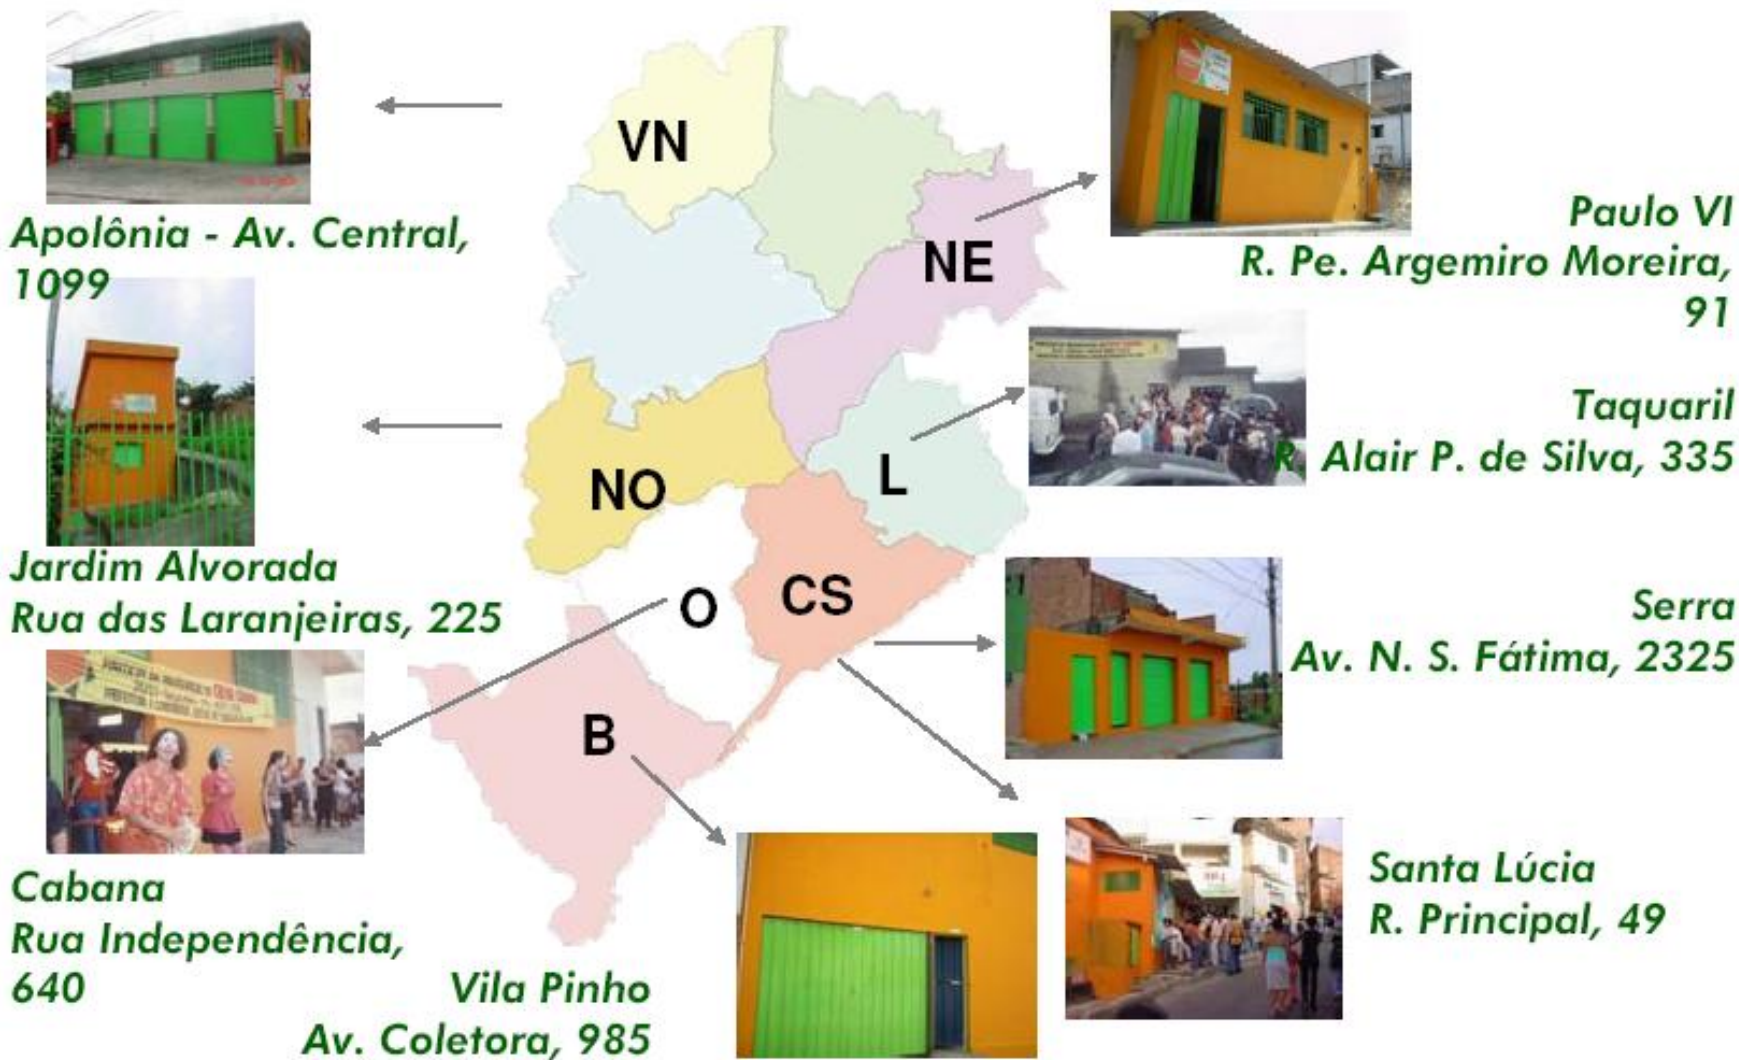 Apolônia - Av. Central,
1099
Jardim Alvorada
Rua das Laranjeiras, 225
Cabana
Rua Independência,
640
Vila Pinho
Av. Coletora, 985
VN
NE
NO
L
O
CS
B
Paulo VI
R. Pe. Argemiro Moreira,
91
Taquaril
R. Alair P. de Silva, 335
Serra
Av. N. S. Fátima, 2325
Santa Lúcia
R. Principal, 49